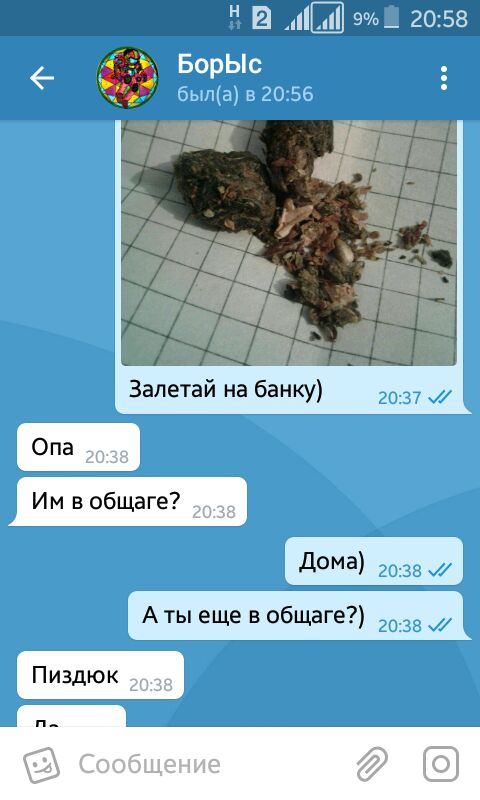 Н 2 9% 20:58
БорЫс
был(а) в 20:56
Залетай на банку)
20:37
Опа 20:38
Им в общаге? 20:38
Дома) 20:38
А ты еще в общаге?) 20:38
Пиздюк 20:38
Сообщение